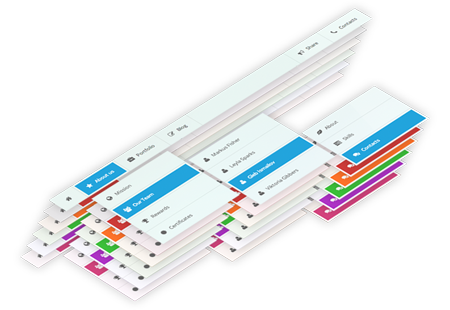 About us
Portfolio
Blog
Share
Contacts
Mission
Our Team
Rewards
Certificates
Markus Fisher
Leyla Sparks
Gleb Ismailov
Viktoria Gibbers
About
Skills
Contacts